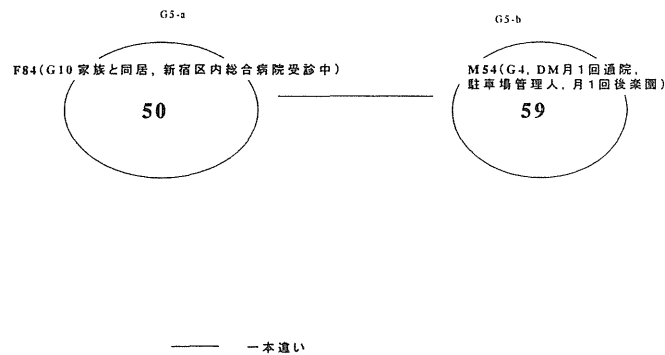 G5-a
F84(G10 家族と同居, 新宿区内総合病院受診中)
50
G5-b
M54(G4, DM月1回通院,
駐車場管理人, 月1回後楽園)
59
一本違い